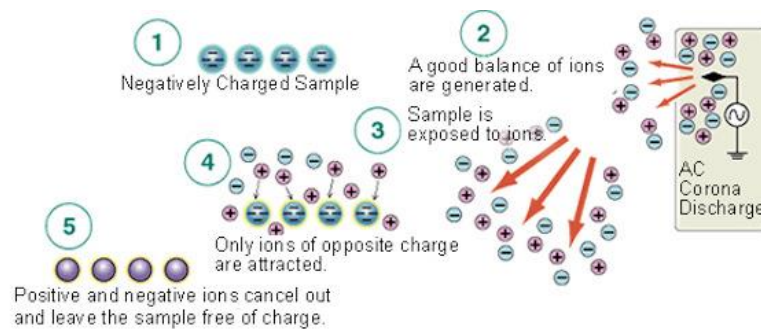 1
Negatively Charged Sample
2
A good balance of ions
are generated.
3
Sample is
exposed to ions.
AC
Corona
Discharge
4
Only ions of opposite charge
are attracted.
5
Positive and negative ions cancel out
and leave the sample free of charge.